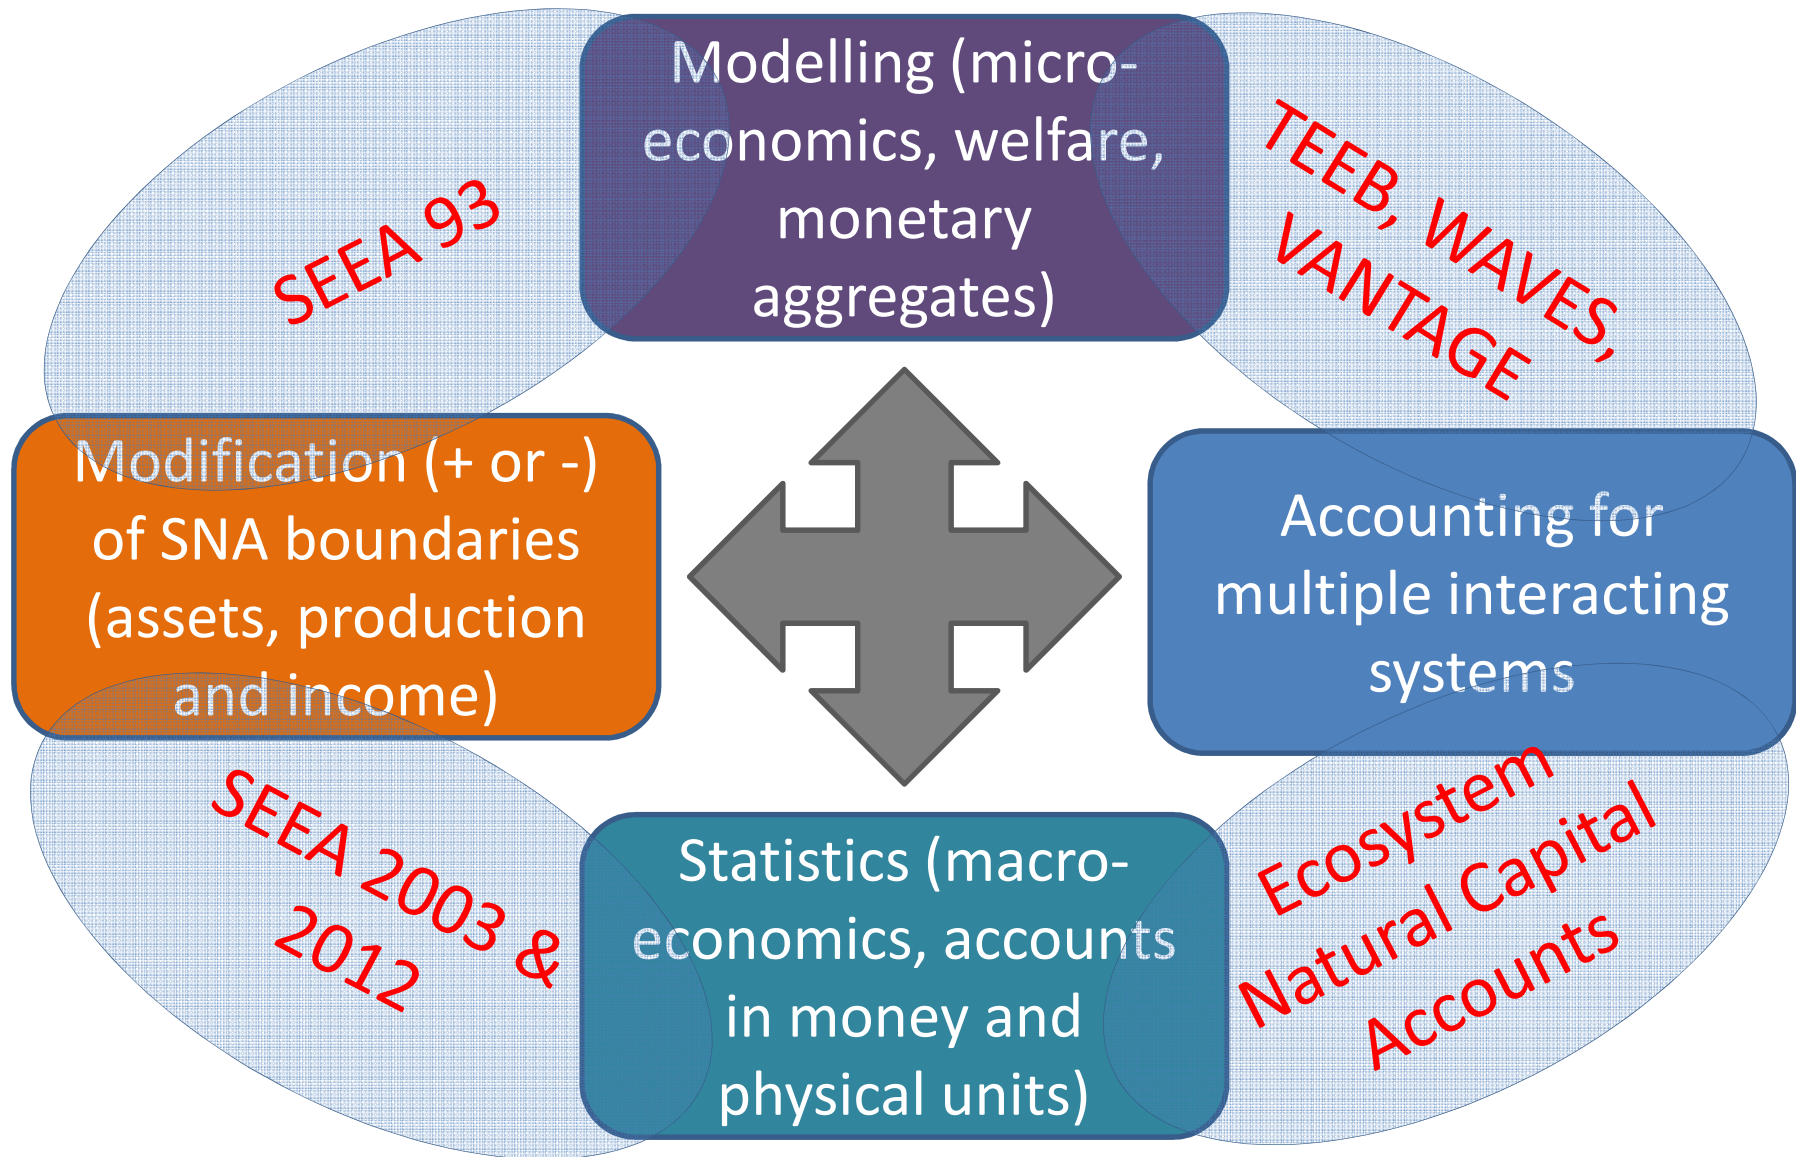 Modelling (micro-
economics, welfare,
monetary
aggregates)
SEEA 93
TEEB, WAVES,
VANTAGE
Modification (+ or -)
of SNA boundaries
(assets, production
and income)
Accounting for
multiple interacting
systems
SEEA 2003 &
2012
Statistics (macro-
economics, accounts
in money and
physical units)
Ecosystem
Natural Capital
Accounts